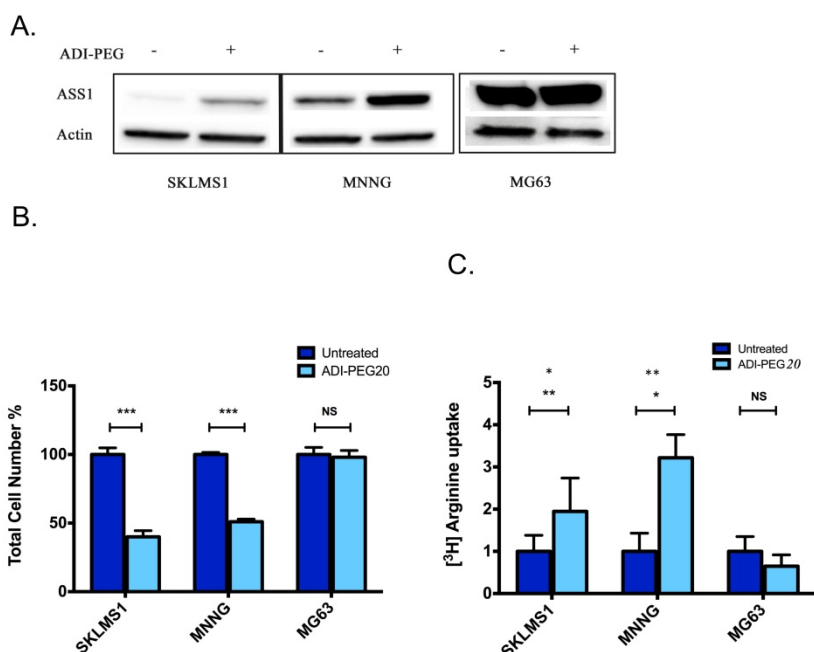 A.
ADI-PEG - + - + - +
ASS1
Actin
SKLMS1 MNNG MG63
B.
C.
Untreated
ADI-PEG20
Total Cell Number %
150
100
50
0
*** *** NS
SKLMS1 MNNG MG63
Untreated
ADI-PEG20
[³H] Arginine uptake
5
4
3
2
1
0
* **
** * NS
SKLMS1 MNNG MG63